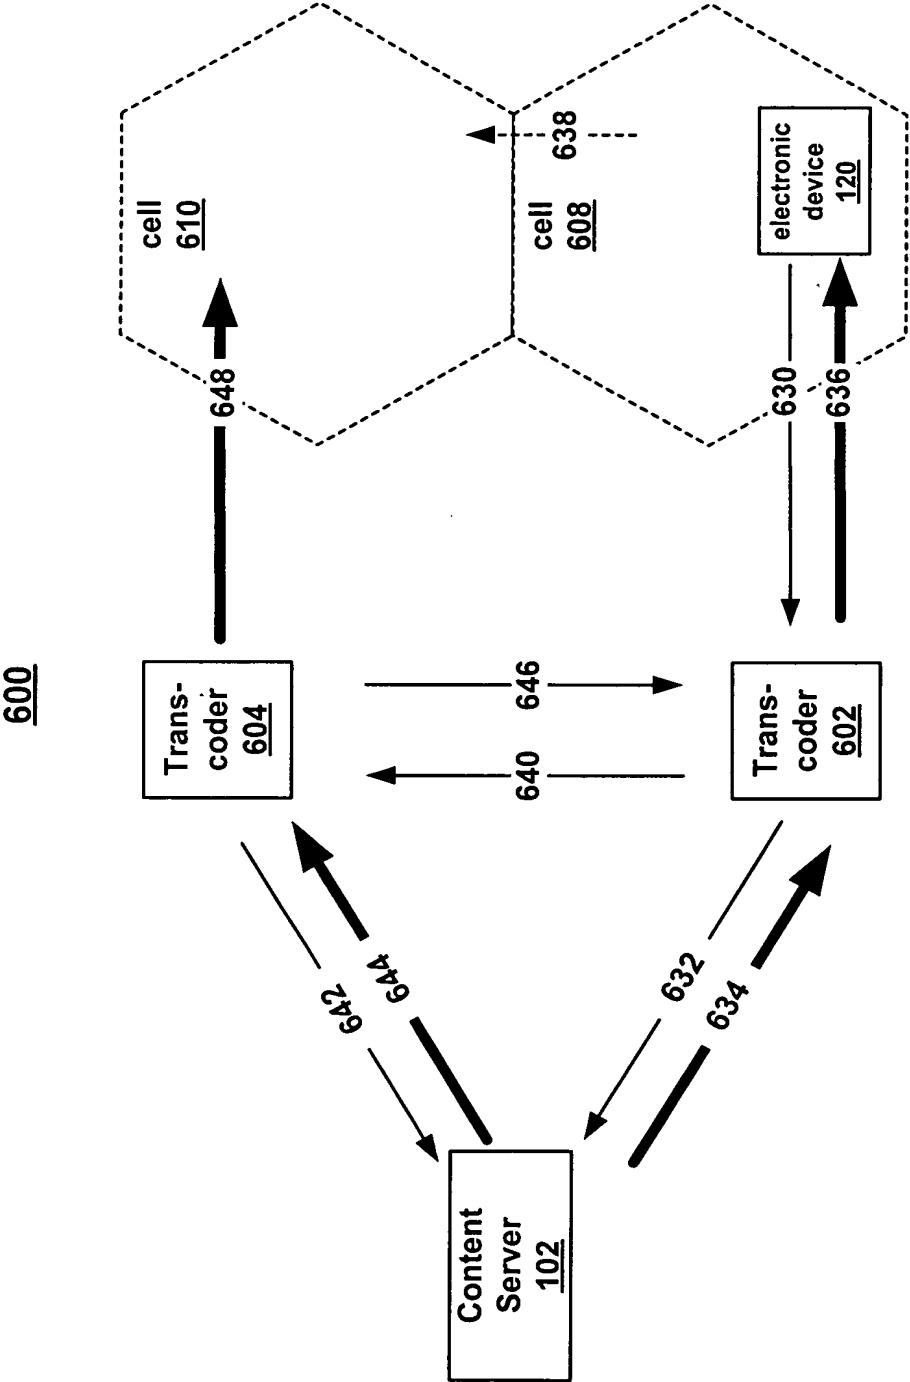 600
Content
Server
102
642
644
632
634
Trans-
coder
604
640
646
Trans-
coder
602
648
630
636
cell
610
cell
608
638
electronic
device
120